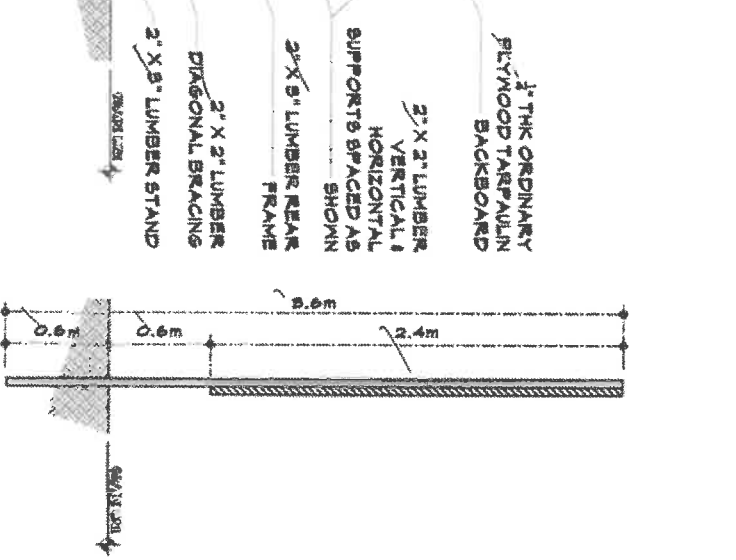 ½" THK ORDINARY
PLYWOOD TARPAULIN
BACKBOARD
2" X 2" LUMBER
VERTICAL &
HORIZONTAL
SUPPORTS SPACED AS
SHOWN
2" X 3" LUMBER REAR
FRAME
2" X 2" LUMBER
DIAGONAL BRACING
2" X 3" LUMBER STAND
3.6m
0.6m
0.6m
2.4m